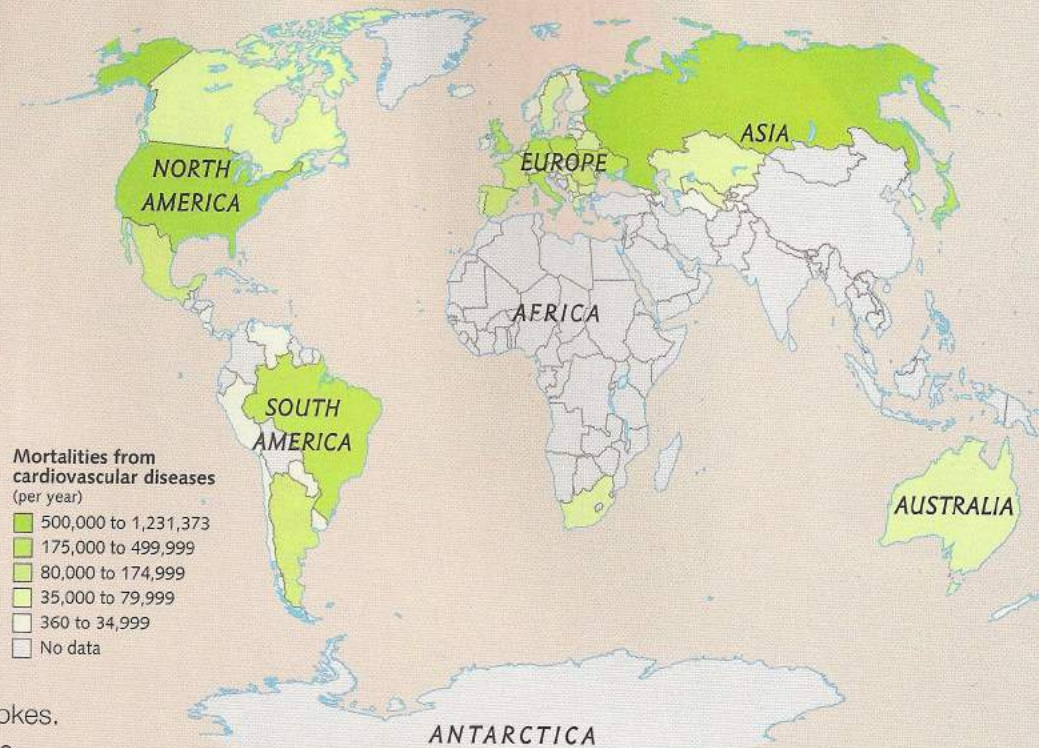 NORTH
AMERICA
EUROPE
ASIA
AFRICA
SOUTH
AMERICA
AUSTRALIA
Mortalities from
cardiovascular diseases
(per year)
500,000 to 1,231,373
175,000 to 499,999
80,000 to 174,999
35,000 to 79,999
360 to 34,999
No data
ANTARCTICA
okes.